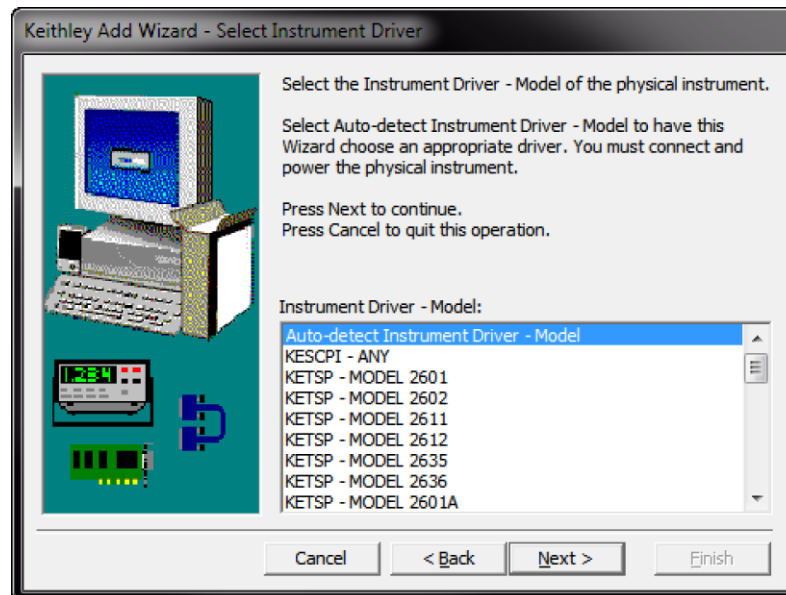 Keithley Add Wizard - Select Instrument Driver
Select the Instrument Driver - Model of the physical instrument.
Select Auto-detect Instrument Driver - Model to have this
Wizard choose an appropriate driver. You must connect and
power the physical instrument.
Press Next to continue.
Press Cancel to quit this operation.
Instrument Driver - Model:
Auto-detect Instrument Driver - Model
KESCPI - ANY
KETSP - MODEL 2601
KETSP - MODEL 2602
KETSP - MODEL 2611
KETSP - MODEL 2612
KETSP - MODEL 2635
KETSP - MODEL 2636
KETSP - MODEL 2601A
1.234
Cancel
< Back
Next >
Finish